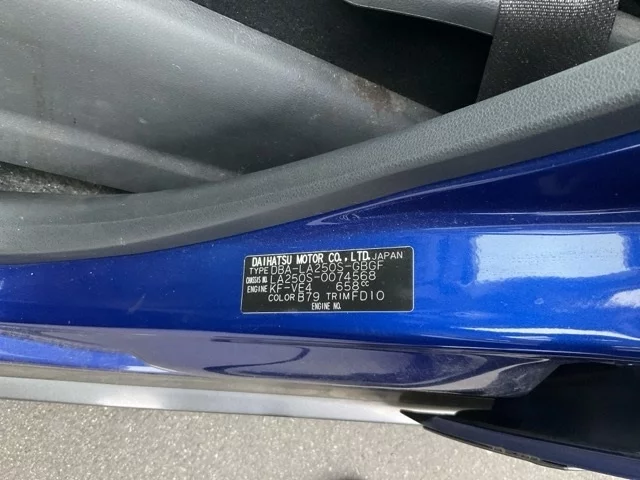 DAIHATSU MOTOR CO., LTD. JAPAN
TYPE DBA-LA250S-GBGF
CHASSIS NO. LA250S-0074568
ENGINE KF-VE4 658cc
COLOR B79 TRIM FD10
ENGINE NO.